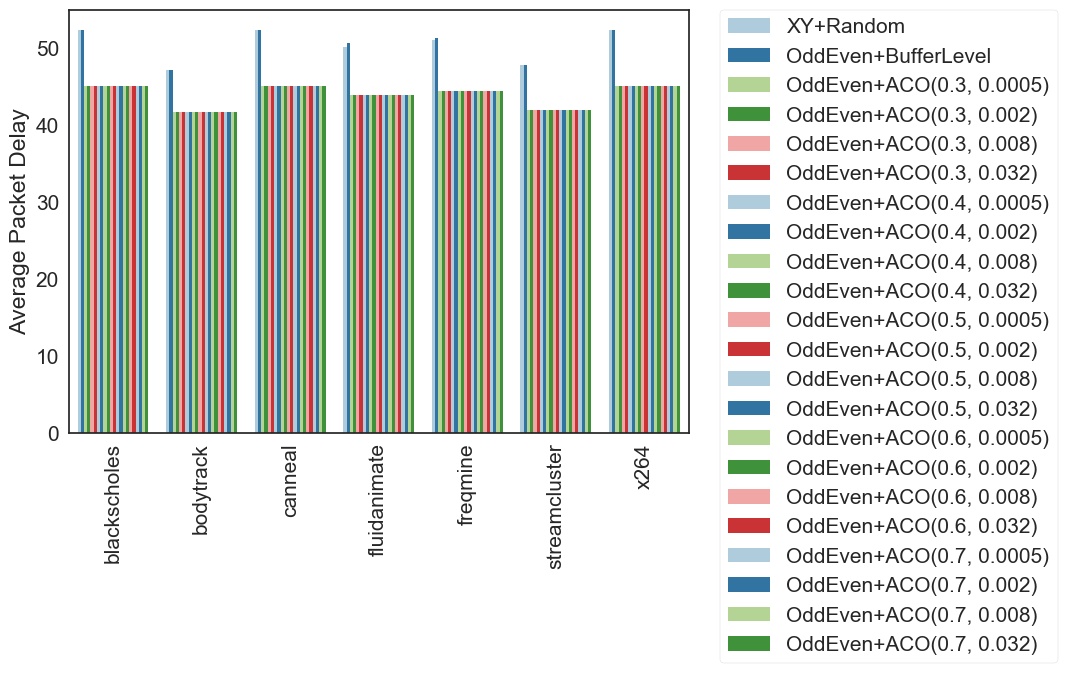 Average Packet Delay
50
40
30
20
10
0
blackscholes
bodytrack
canneal
fluidanimate
freqmine
streamcluster
x264
XY+Random
OddEven+BufferLevel
OddEven+ACO(0.3, 0.0005)
OddEven+ACO(0.3, 0.002)
OddEven+ACO(0.3, 0.008)
OddEven+ACO(0.3, 0.032)
OddEven+ACO(0.4, 0.0005)
OddEven+ACO(0.4, 0.002)
OddEven+ACO(0.4, 0.008)
OddEven+ACO(0.4, 0.032)
OddEven+ACO(0.5, 0.0005)
OddEven+ACO(0.5, 0.002)
OddEven+ACO(0.5, 0.008)
OddEven+ACO(0.5, 0.032)
OddEven+ACO(0.6, 0.0005)
OddEven+ACO(0.6, 0.002)
OddEven+ACO(0.6, 0.008)
OddEven+ACO(0.6, 0.032)
OddEven+ACO(0.7, 0.0005)
OddEven+ACO(0.7, 0.002)
OddEven+ACO(0.7, 0.008)
OddEven+ACO(0.7, 0.032)